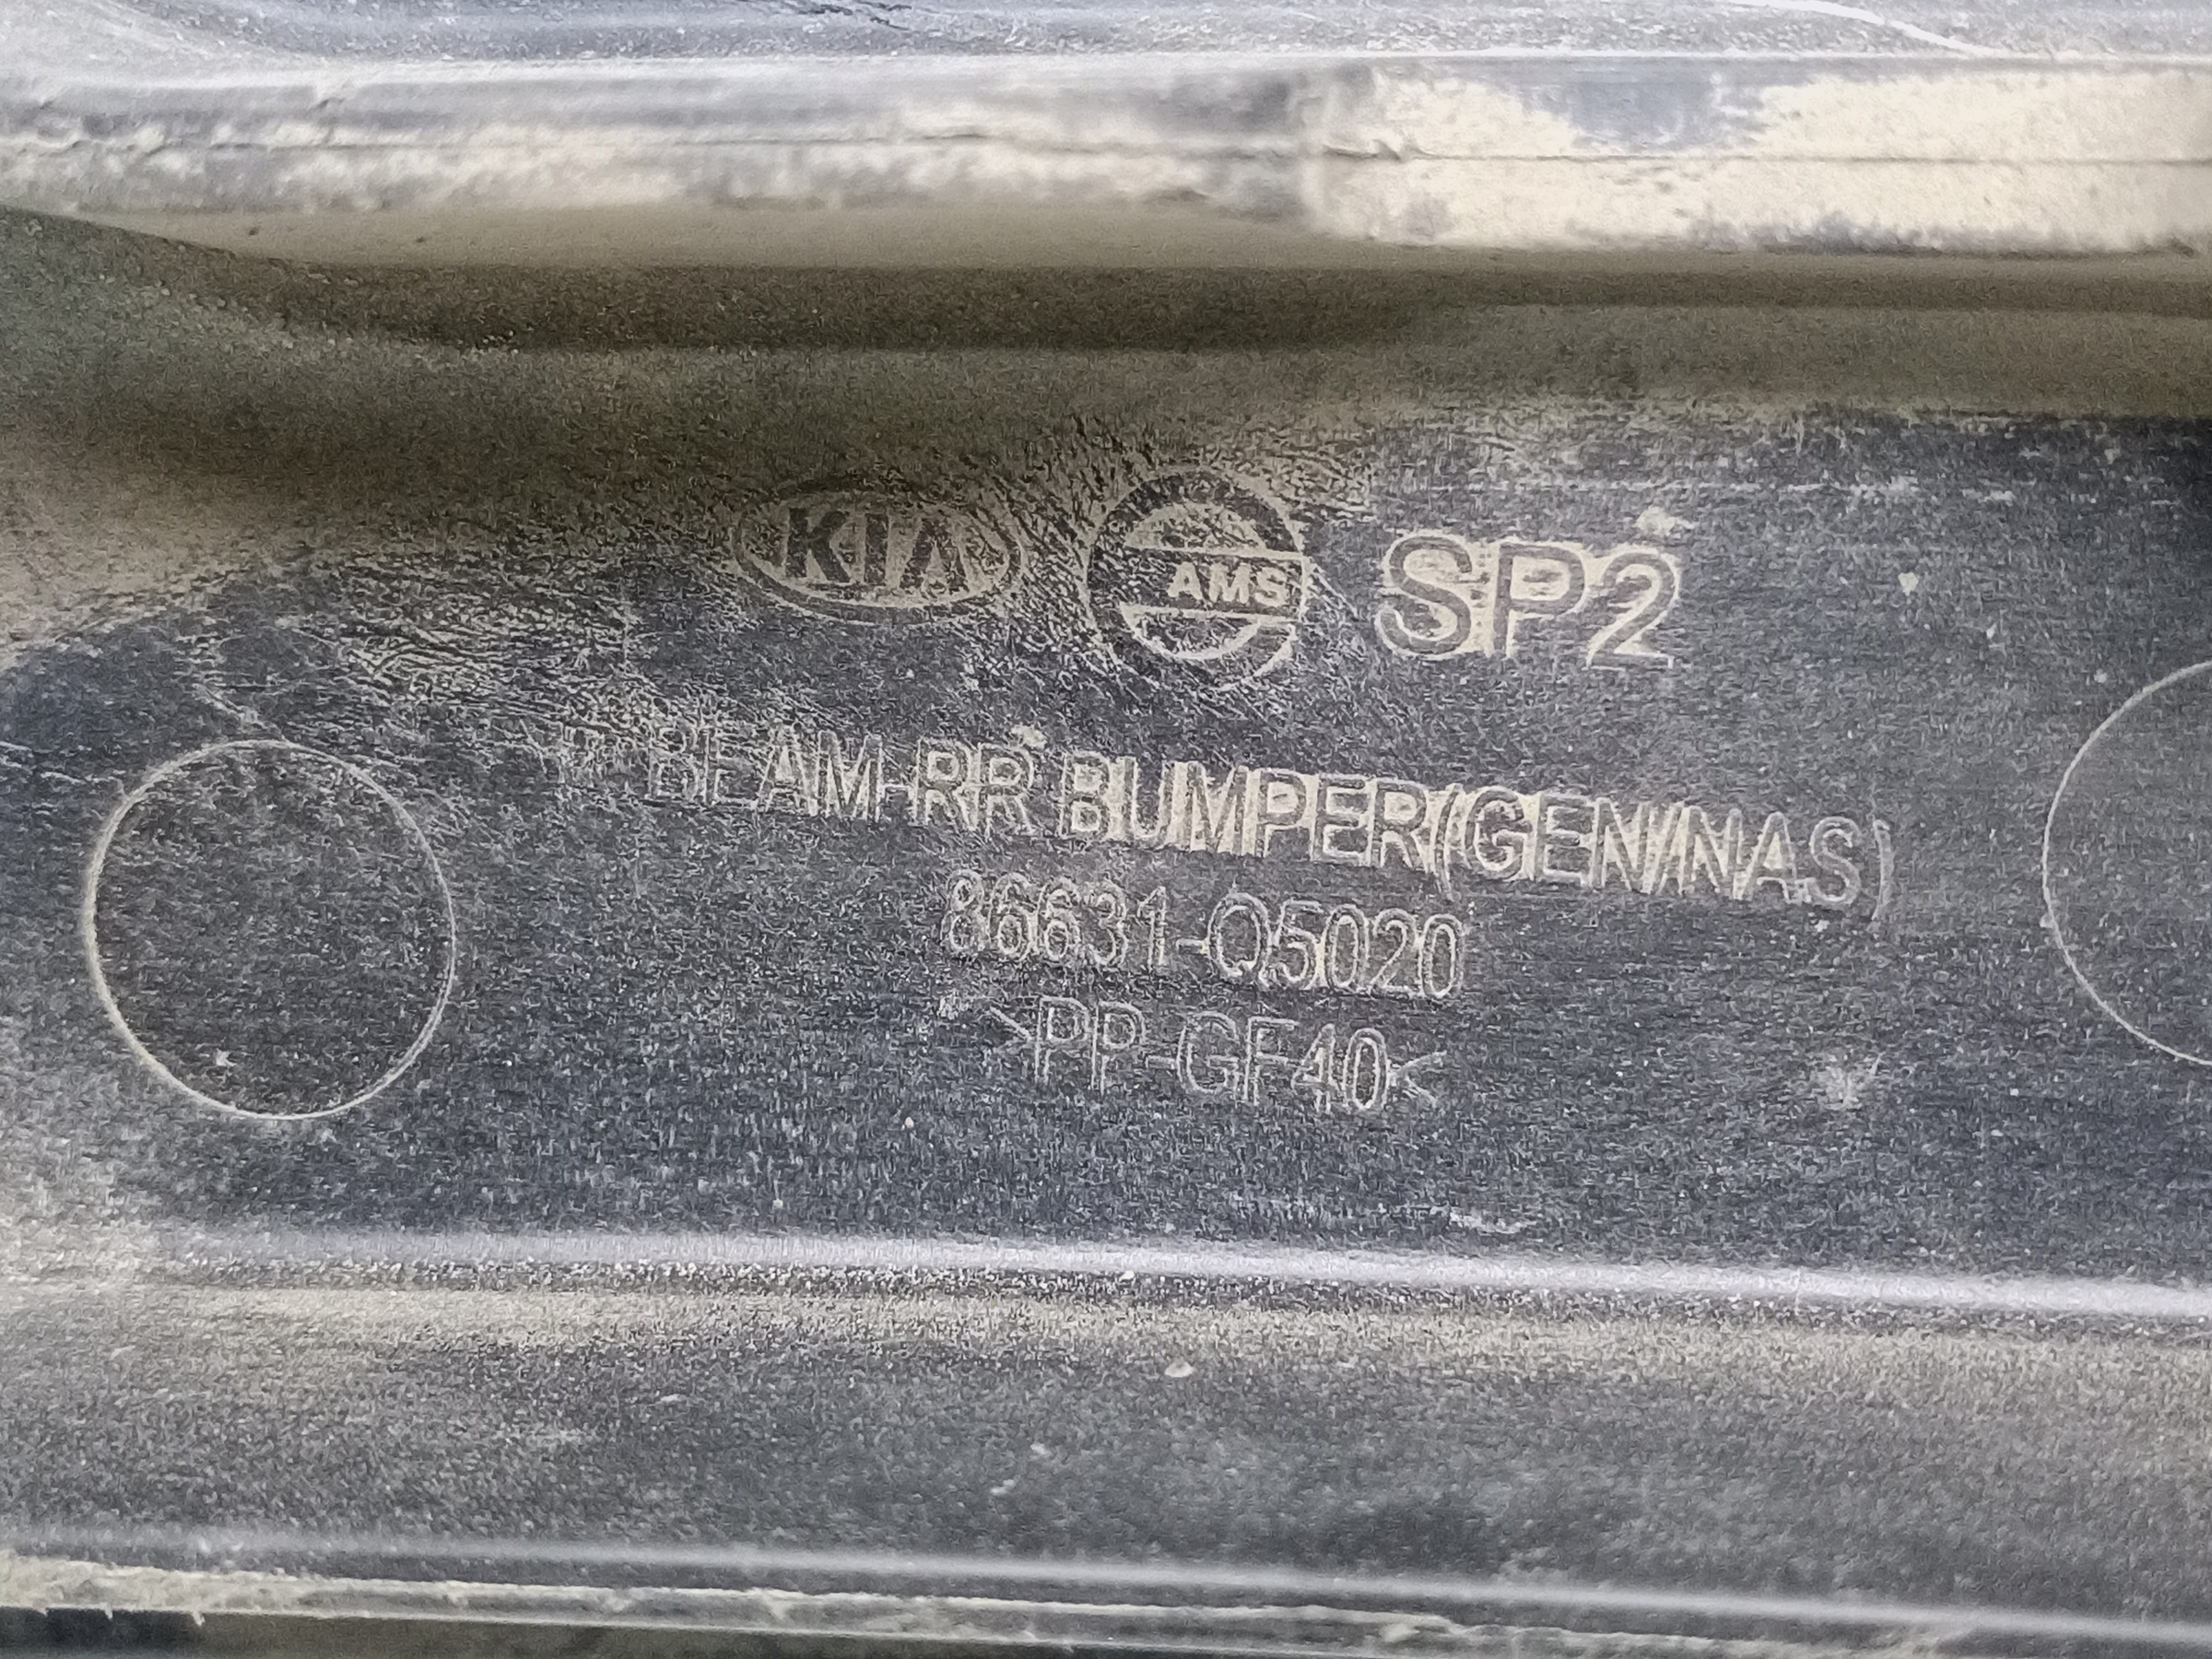 KIA AMS SP2
BEAM-RR BUMPER(GEN/NAS)
86631-Q5020
>PP-GF40<